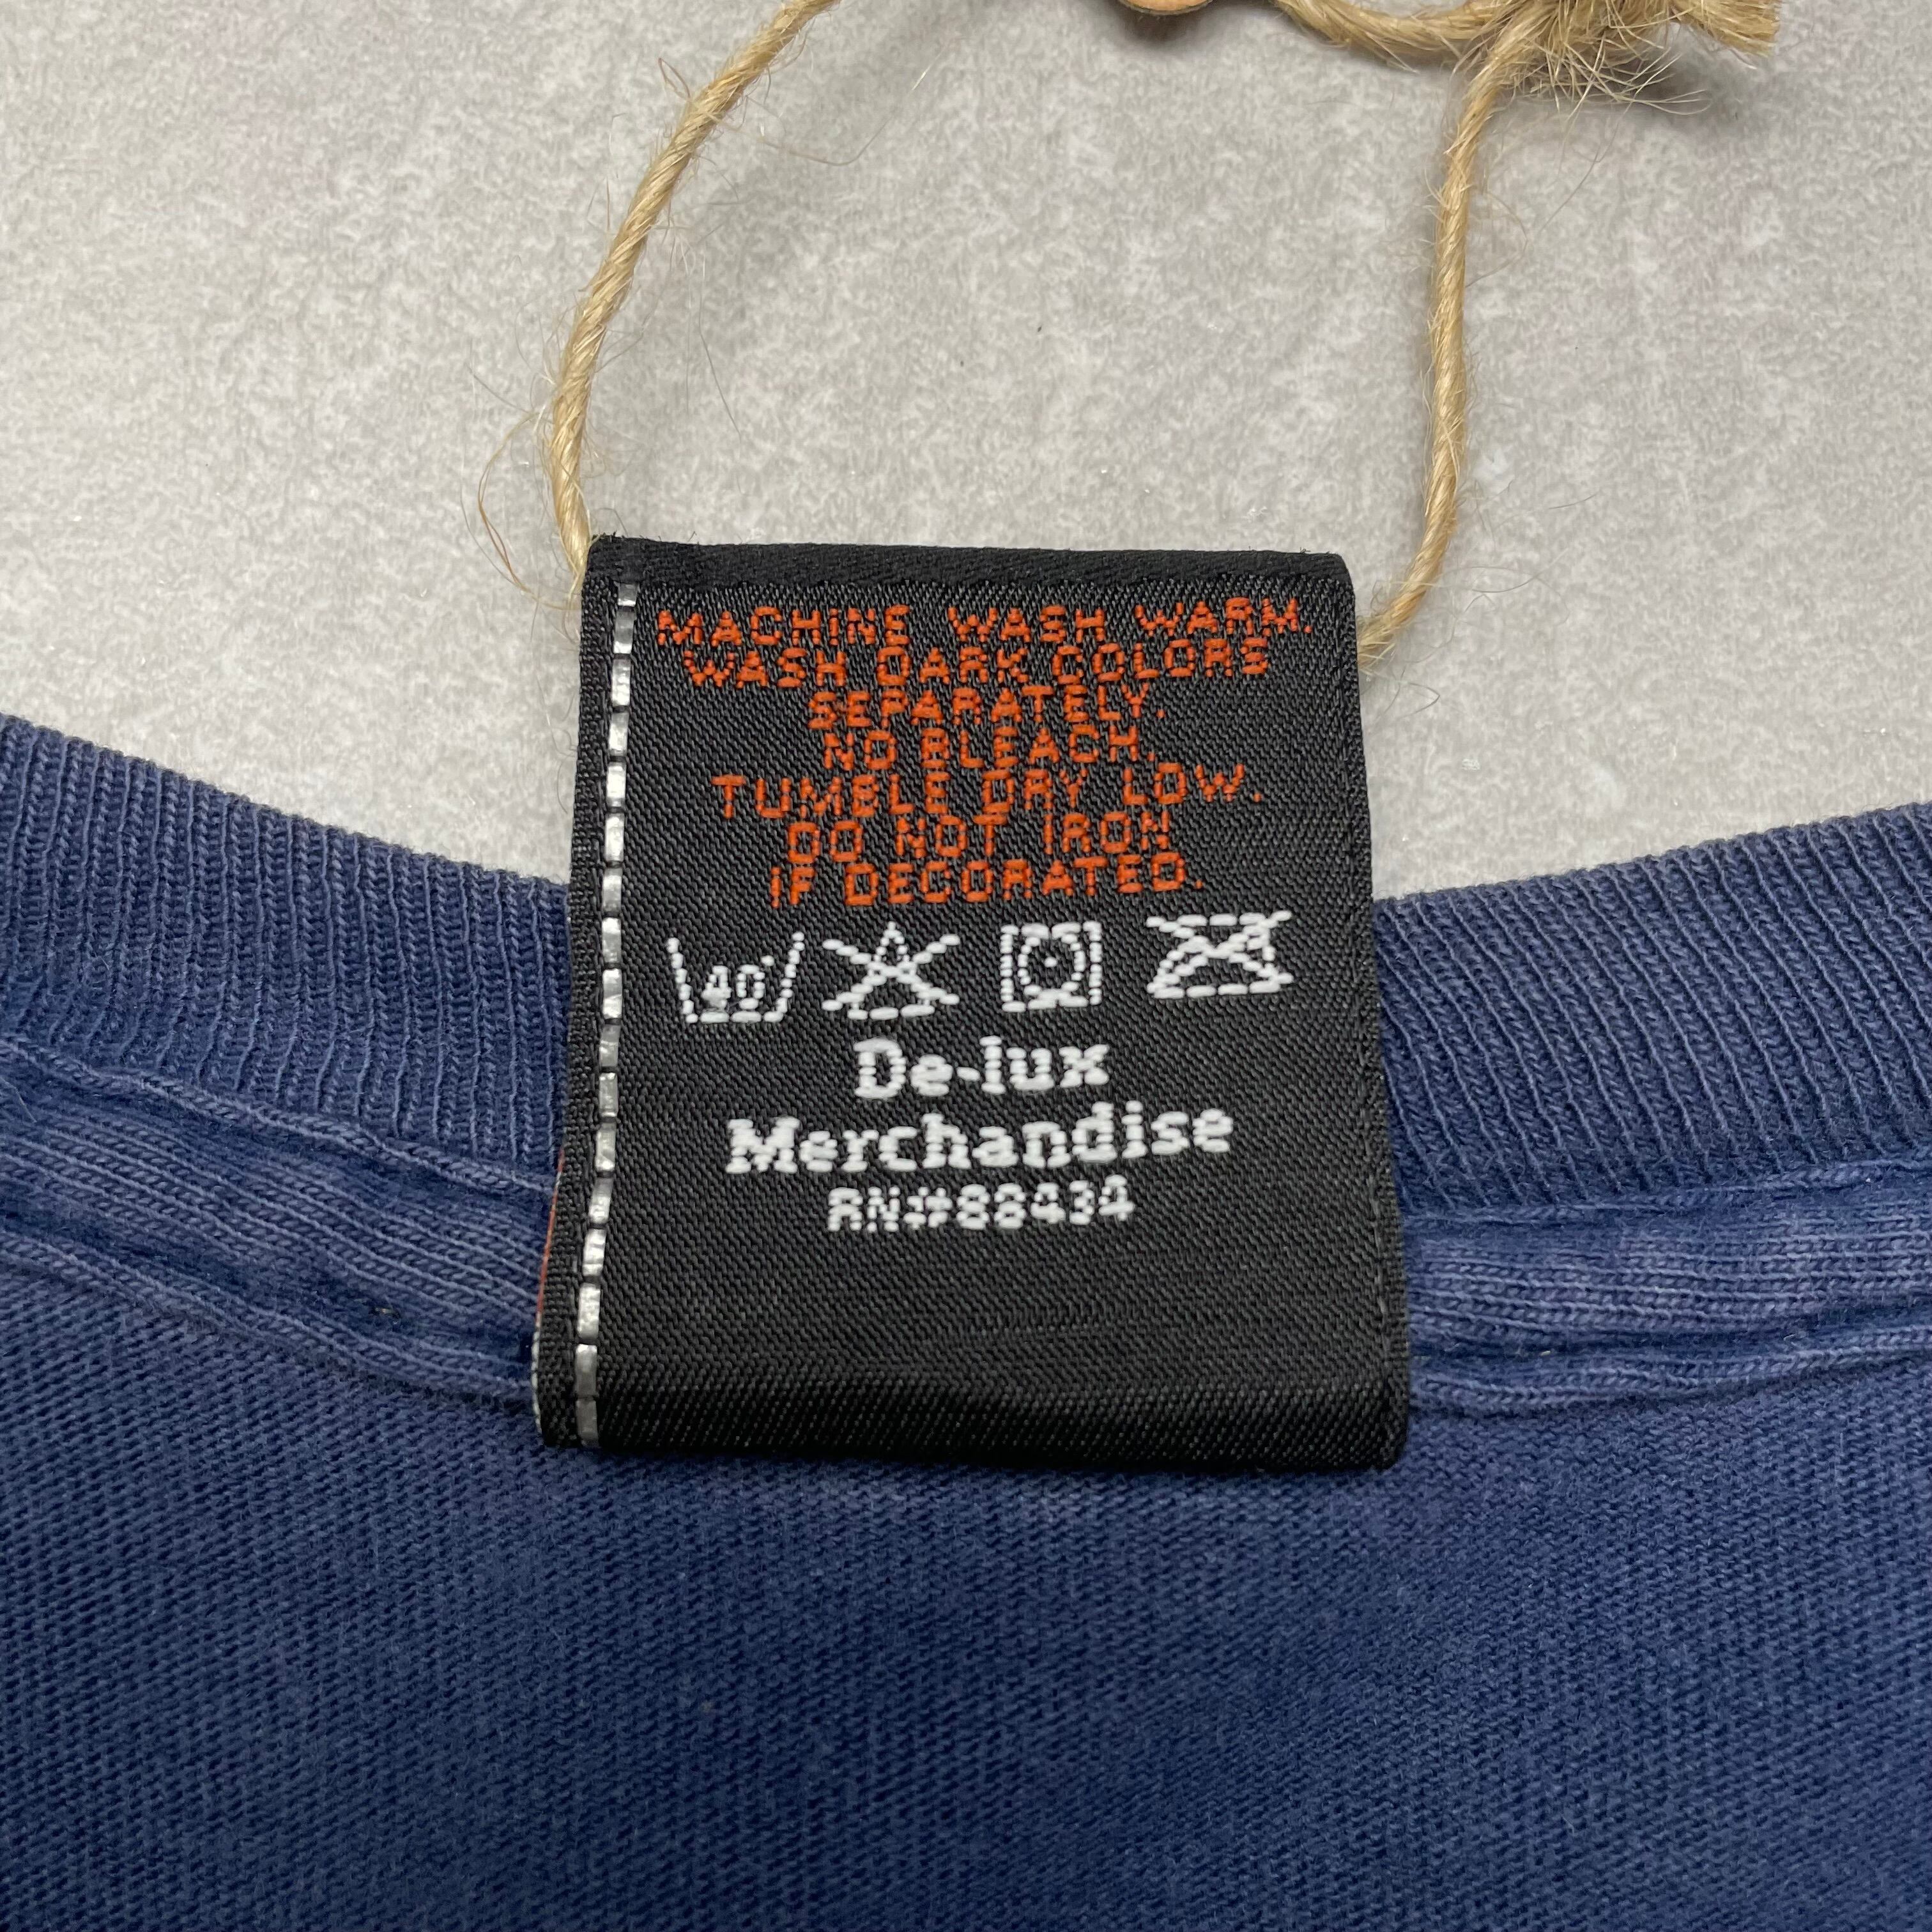 MACHINE WASH WARM.
WASH DARK COLORS
SEPARATELY.
NO BLEACH.
TUMBLE DRY LOW.
DO NOT IRON
IF DECORATED.
40°
De-lux
Merchandise
RN#88434